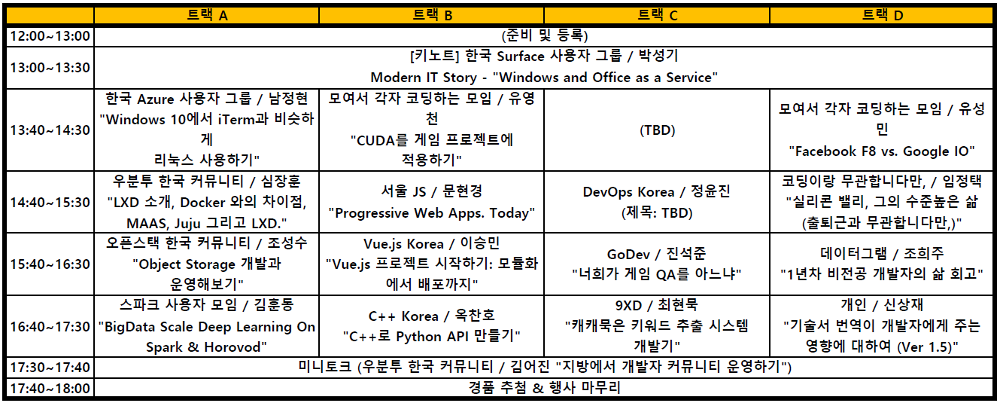 트랙 A
트랙 B
트랙 C
트랙 D
12:00~13:00
(준비 및 등록)
13:00~13:30
[키노트] 한국 Surface 사용자 그룹 / 박성기
Modern IT Story - "Windows and Office as a Service"
13:40~14:30
한국 Azure 사용자 그룹 / 남정현
"Windows 10에서 iTerm과 비슷하
게
리눅스 사용하기"
모여서 각자 코딩하는 모임 / 유영
천
"CUDA를 게임 프로젝트에
적용하기"
(TBD)
모여서 각자 코딩하는 모임 / 유성
민
"Facebook F8 vs. Google IO"
14:40~15:30
우분투 한국 커뮤니티 / 심장훈
"LXD 소개, Docker 와의 차이점,
MAAS, Juju 그리고 LXD."
서울 JS / 문현경
"Progressive Web Apps. Today"
DevOps Korea / 정윤진
(제목: TBD)
코딩이랑 무관합니다만, / 임정택
"실리콘 밸리, 그의 수준높은 삶
(출퇴근과 무관합니다만,)"
15:40~16:30
오픈스택 한국 커뮤니티 / 조성수
"Object Storage 개발과
운영해보기"
Vue.js Korea / 이승민
"Vue.js 프로젝트 시작하기: 모듈화
에서 배포까지"
GoDev / 진석준
"너희가 게임 QA를 아느냐"
데이터그램 / 조희주
"1년차 비전공 개발자의 삶 회고"
16:40~17:30
스파크 사용자 모임 / 김훈동
"BigData Scale Deep Learning On
Spark & Horovod"
C++ Korea / 옥찬호
"C++로 Python API 만들기"
9XD / 최현묵
"캐캐묵은 키워드 추출 시스템
개발기"
개인 / 신상재
"기술서 번역이 개발자에게 주는
영향에 대하여 (Ver 1.5)"
17:30~17:40
미니토크 (우분투 한국 커뮤니티 / 김어진 "지방에서 개발자 커뮤니티 운영하기")
17:40~18:00
경품 추첨 & 행사 마무리